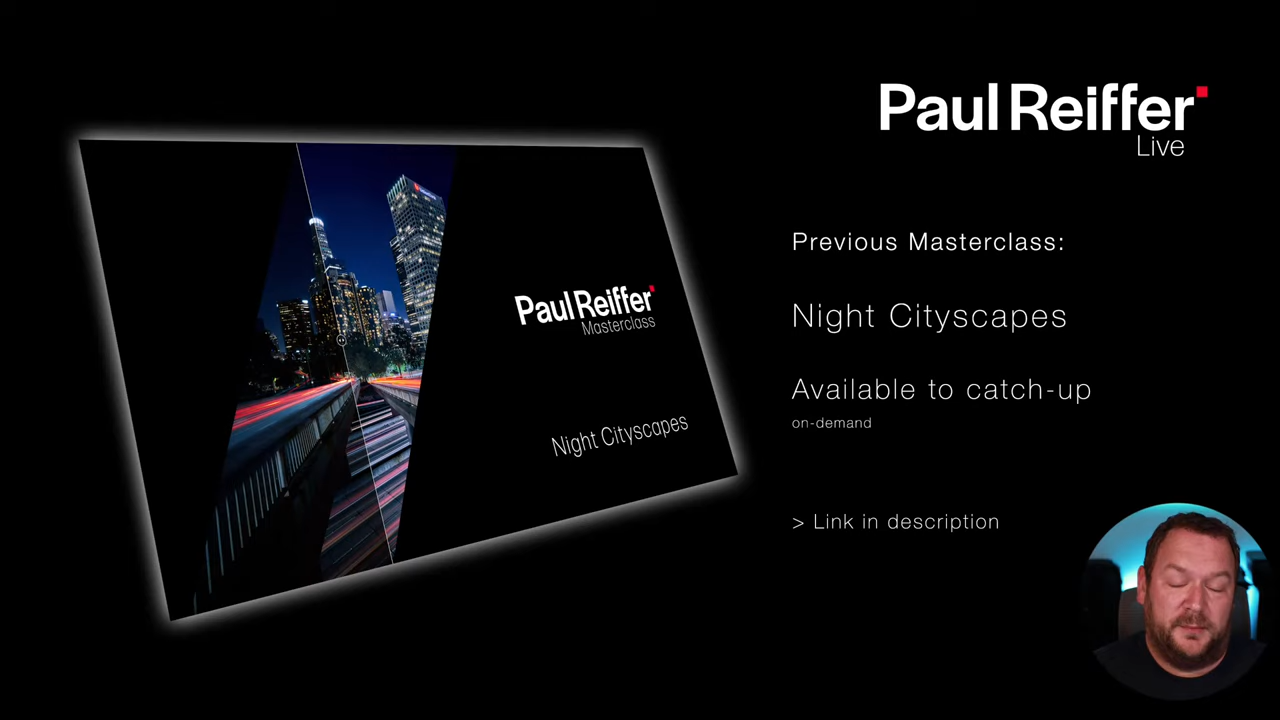 Paul Reiffer
Live
Previous Masterclass:
Night Cityscapes
Available to catch-up
on-demand
> Link in description
Paul Reiffer
Masterclass
Night Cityscapes